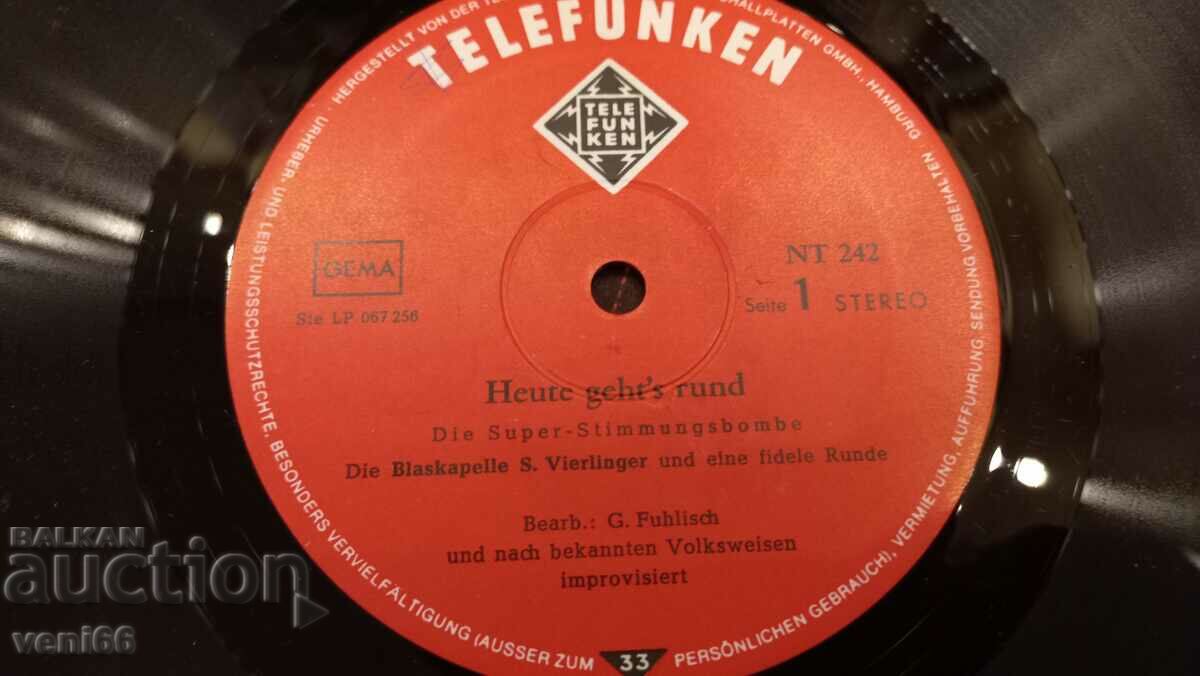 TELEFUNKEN
TELE
FUN
KEN
GEMA
Ste LP 067 256
NT 242
Seite 1 STEREO
Heute geht's rund
Die Super-Stimmungsbombe
Die Blaskapelle S. Vierlinger und eine fidele Runde
Bearb.: G. Fuhlisch
und nach bekannten Volksweisen
improvisiert
33
HERGESTELLT VON DER GMBH., HAMBURG
URHEBER- UND LEISTUNGSSCHUTZRECHTE, BESONDERS VERVIELFÄLTIGUNG (AUSSER ZUM PERSÖNLICHEN GEBRAUCH), VERMIETUNG, AUFFÜHRUNG, SENDUNG VORBEHALTEN
BALKAN
auction
veni66